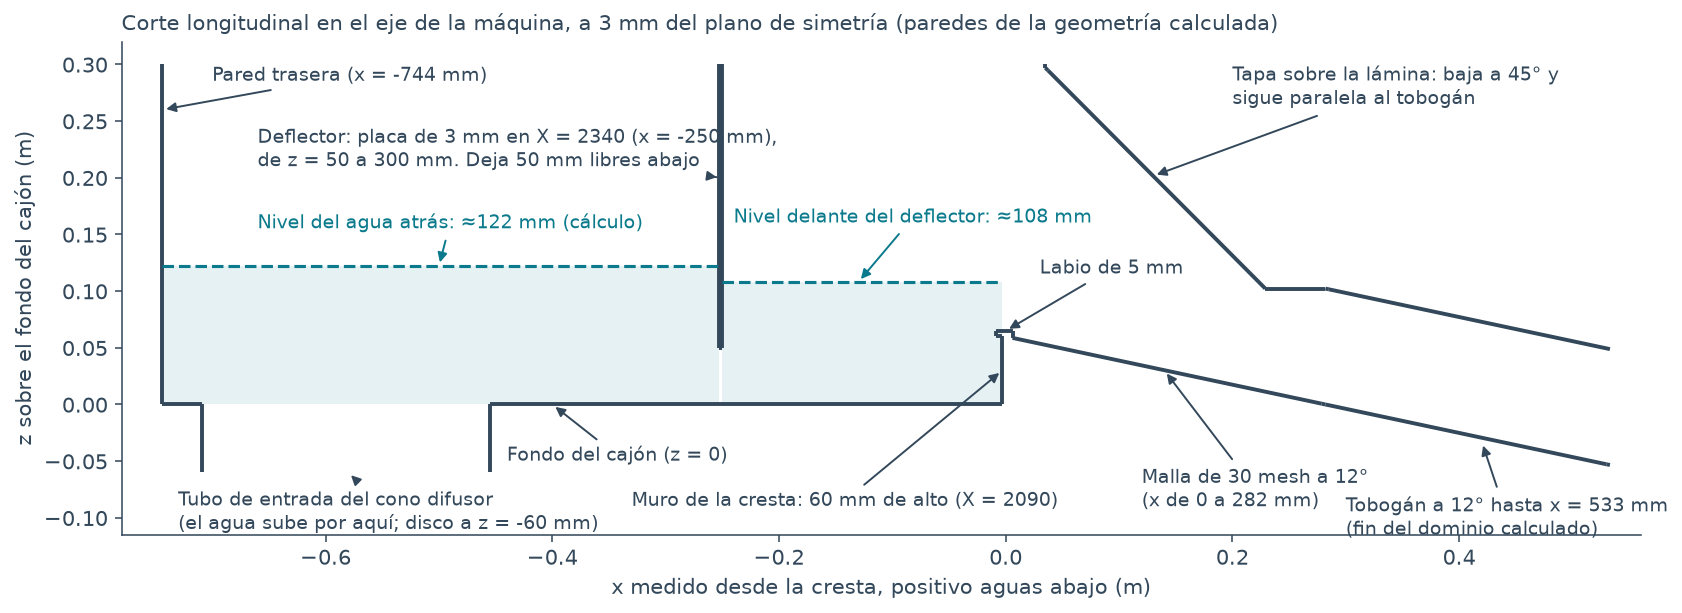 Corte longitudinal en el eje de la máquina, a 3 mm del plano de simetría (paredes de la geometría calculada)
Pared trasera (x = -744 mm)
Tapa sobre la lámina: baja a 45° y
sigue paralela al tobogán
Deflector: placa de 3 mm en X = 2340 (x = -250 mm),
de z = 50 a 300 mm. Deja 50 mm libres abajo
Nivel del agua atrás: ≈122 mm (cálculo)
Nivel delante del deflector: ≈108 mm
Labio de 5 mm
Fondo del cajón (z = 0)
Malla de 30 mesh a 12°
(x de 0 a 282 mm)
Tubo de entrada del cono difusor
(el agua sube por aquí; disco a z = -60 mm)
Muro de la cresta: 60 mm de alto (X = 2090)
Tobogán a 12° hasta x = 533 mm
(fin del dominio calculado)
z sobre el fondo del cajón (m)
0.30
0.25
0.20
0.15
0.10
0.05
0.00
−0.05
−0.10
−0.6
−0.4
−0.2
0.0
0.2
0.4
x medido desde la cresta, positivo aguas abajo (m)